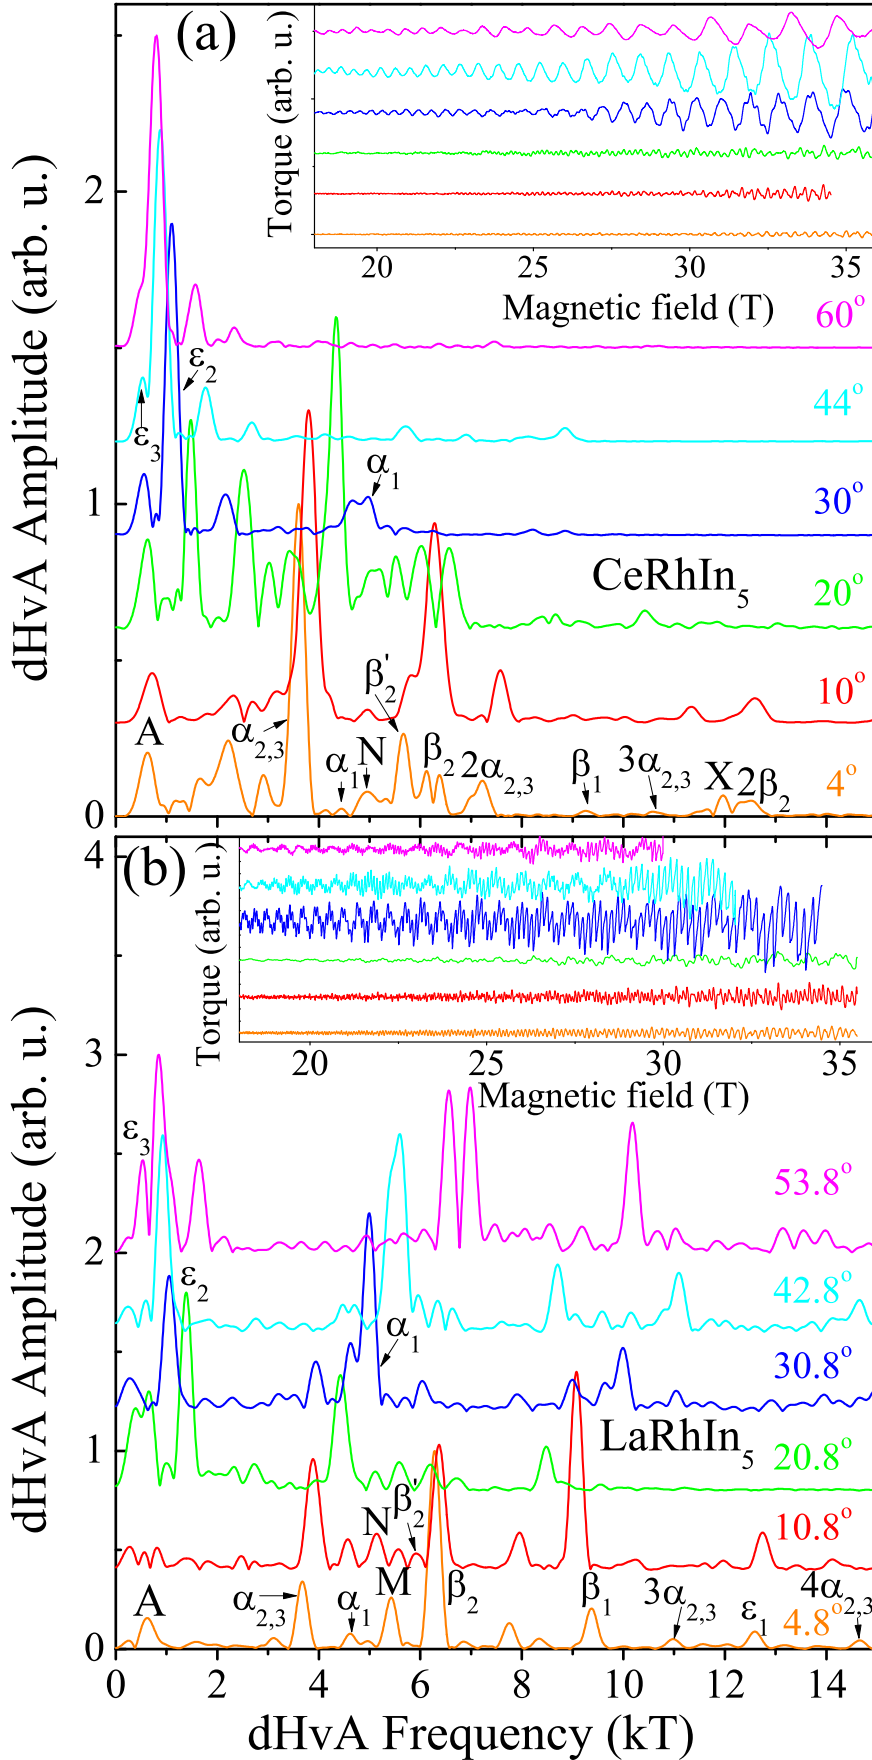 (a)
Torque (arb. u.)
20 25 30 35
Magnetic field (T)
dHvA Amplitude (arb. u.)
2
1
0
60°
ε₂
44°
ε₃
α₁
30°
CeRhIn₅
20°
β₂'
10°
A
α₂,₃
α₁
N
β₂
2α₂,₃
β₁
3α₂,₃
X
2β₂
4°
(b)
Torque (arb. u.)
20 25 30 35
Magnetic field (T)
dHvA Amplitude (arb. u.)
4
3
2
1
0
ε₃
53.8°
ε₂
42.8°
α₁
30.8°
LaRhIn₅
20.8°
N
β₂'
10.8°
A
α₂,₃
α₁
M
β₂
β₁
3α₂,₃
ε₁
4α₂,₃
4.8°
0 2 4 6 8 10 12 14
dHvA Frequency (kT)